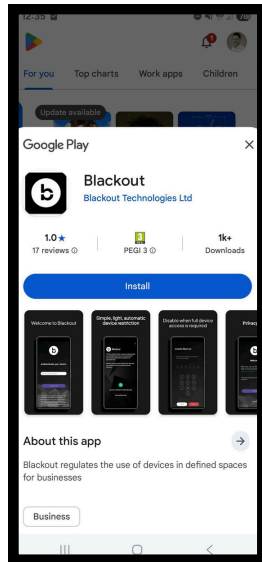 12:35
For you Top charts Work apps Children
Update available
Google Play
Blackout
Blackout Technologies Ltd
1.0★ 3 1k+
17 reviews PEGI 3 Downloads
Install
Welcome to Blackout
Simple, light, automatic
device restriction
Disable when full device
access is required
About this app
Blackout regulates the use of devices in defined spaces
for businesses
Business